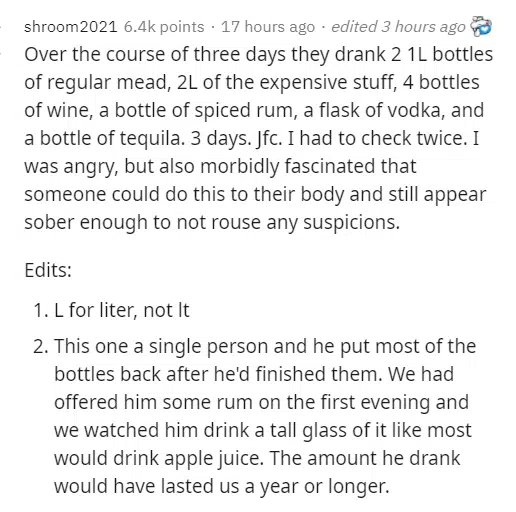 shroom2021 6.4k points · 17 hours ago · edited 3 hours ago
Over the course of three days they drank 2 1L bottles
of regular mead, 2L of the expensive stuff, 4 bottles
of wine, a bottle of spiced rum, a flask of vodka, and
a bottle of tequila. 3 days. Jfc. I had to check twice. I
was angry, but also morbidly fascinated that
someone could do this to their body and still appear
sober enough to not rouse any suspicions.
Edits:
1. L for liter, not lt
2. This one a single person and he put most of the
bottles back after he'd finished them. We had
offered him some rum on the first evening and
we watched him drink a tall glass of it like most
would drink apple juice. The amount he drank
would have lasted us a year or longer.